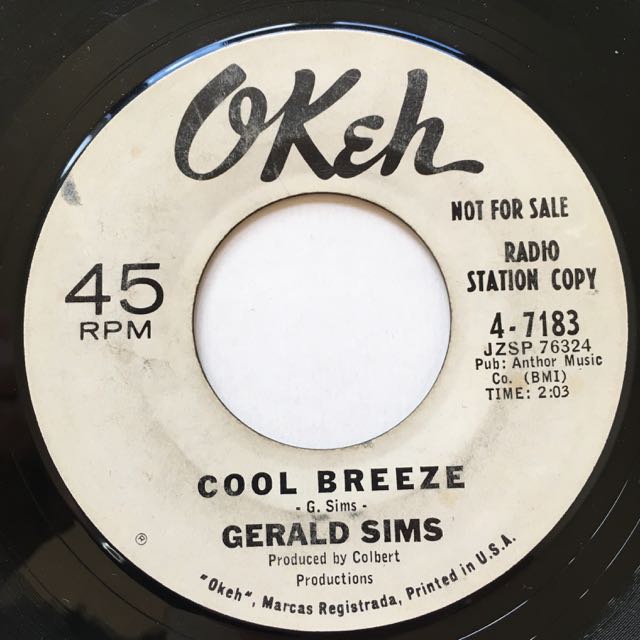 OKeh
NOT FOR SALE
RADIO
STATION COPY
45
RPM
4-7183
JZSP 76324
Pub: Anthor Music
Co. (BMI)
TIME: 2:03
COOL BREEZE
- G. Sims -
GERALD SIMS
Produced by Colbert
Productions
®
"Okeh", Marcas Registrada, Printed in U.S.A.